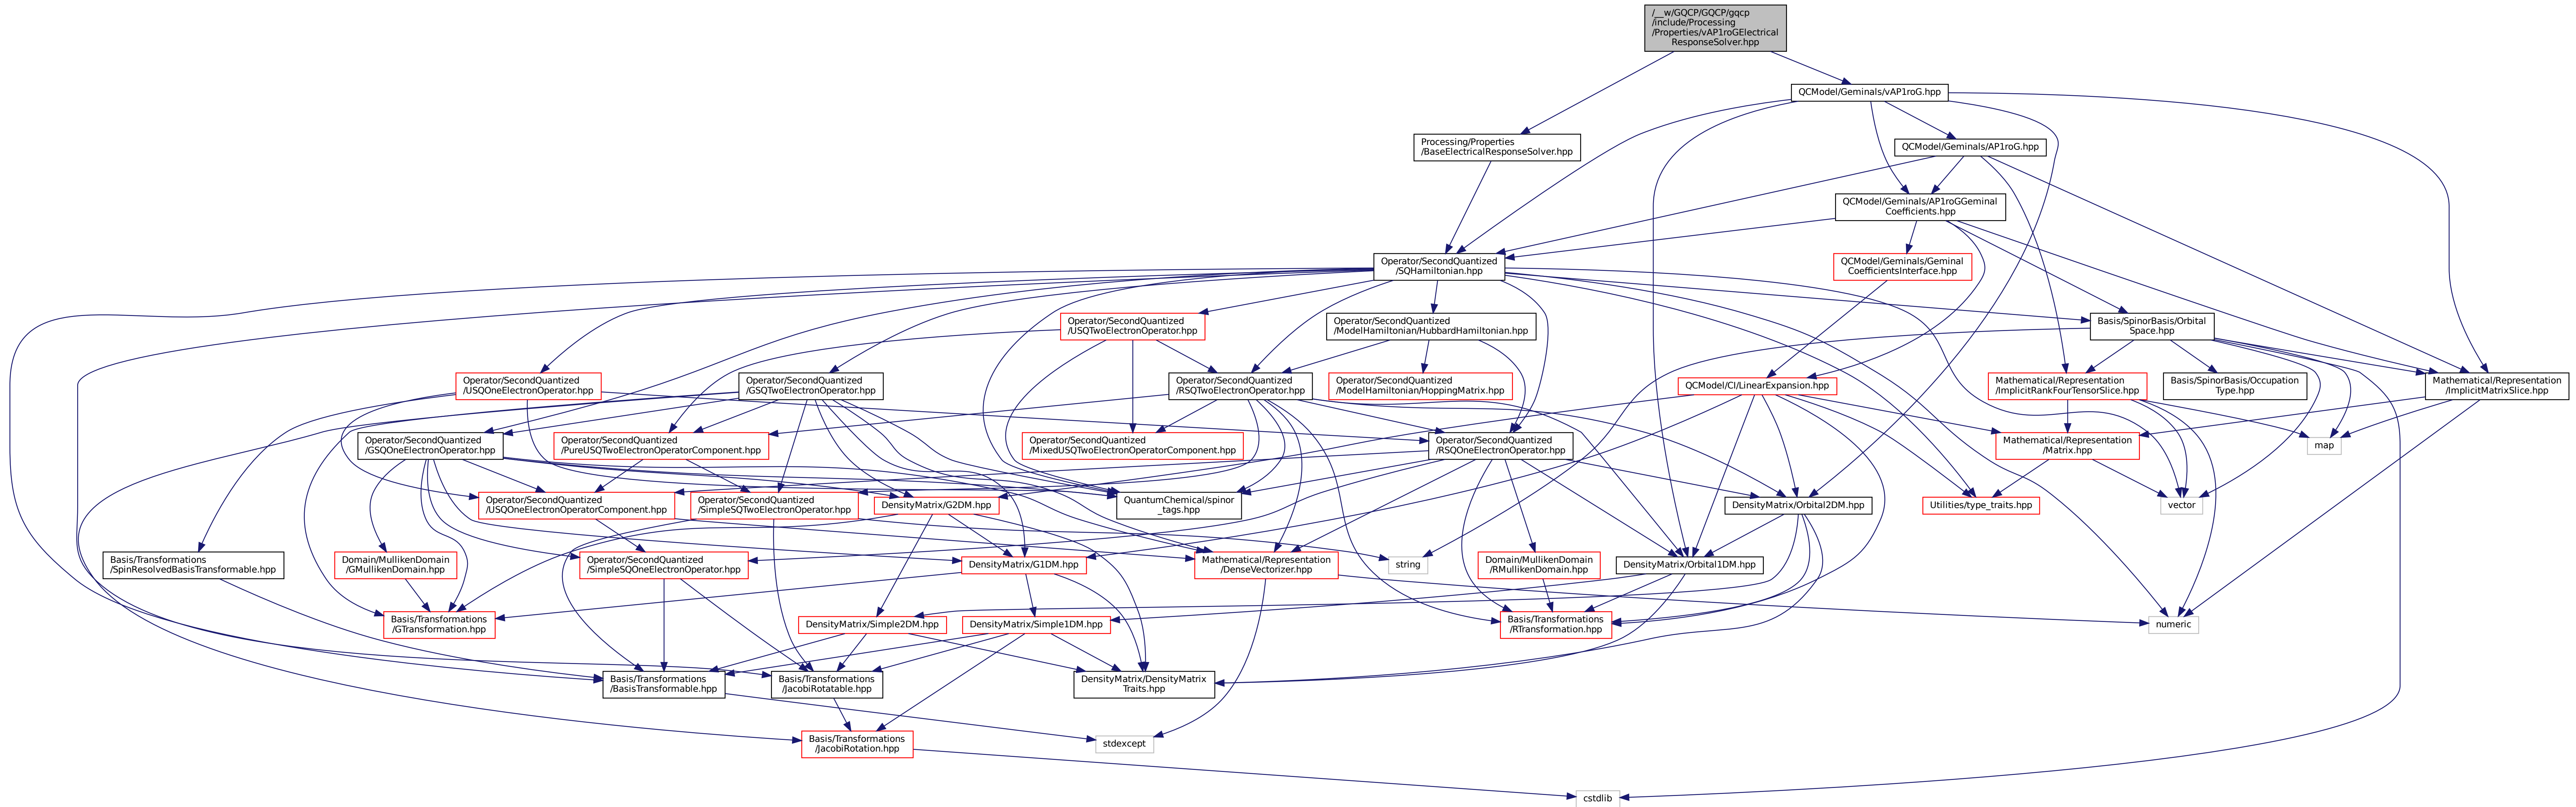 /__w/GQCP/GQCP/gqcp
/include/Processing
/Properties/vAP1roGElectrical
ResponseSolver.hpp
QCModel/Geminals/vAP1roG.hpp
Processing/Properties
/BaseElectricalResponseSolver.hpp
QCModel/Geminals/AP1roG.hpp
QCModel/Geminals/AP1roGGeminal
Coefficients.hpp
Operator/SecondQuantized
/SQHamiltonian.hpp
QCModel/Geminals/Geminal
CoefficientsInterface.hpp
Operator/SecondQuantized
/USQTwoElectronOperator.hpp
Operator/SecondQuantized
/ModelHamiltonian/HubbardHamiltonian.hpp
Basis/SpinorBasis/Orbital
Space.hpp
Operator/SecondQuantized
/USQOneElectronOperator.hpp
Operator/SecondQuantized
/GSQTwoElectronOperator.hpp
Operator/SecondQuantized
/RSQTwoElectronOperator.hpp
Operator/SecondQuantized
/ModelHamiltonian/HoppingMatrix.hpp
QCModel/CI/LinearExpansion.hpp
Mathematical/Representation
/ImplicitRankFourTensorSlice.hpp
Basis/SpinorBasis/Occupation
Type.hpp
Mathematical/Representation
/ImplicitMatrixSlice.hpp
Operator/SecondQuantized
/GSQOneElectronOperator.hpp
Operator/SecondQuantized
/PureUSQTwoElectronOperatorComponent.hpp
Operator/SecondQuantized
/MixedUSQTwoElectronOperatorComponent.hpp
Operator/SecondQuantized
/RSQOneElectronOperator.hpp
Mathematical/Representation
/Matrix.hpp
map
Operator/SecondQuantized
/USQOneElectronOperatorComponent.hpp
Operator/SecondQuantized
/SimpleSQTwoElectronOperator.hpp
DensityMatrix/G2DM.hpp
QuantumChemical/spinor
_tags.hpp
DensityMatrix/Orbital2DM.hpp
Utilities/type_traits.hpp
vector
Basis/Transformations
/SpinResolvedBasisTransformable.hpp
Domain/MullikenDomain
/GMullikenDomain.hpp
Operator/SecondQuantized
/SimpleSQOneElectronOperator.hpp
DensityMatrix/G1DM.hpp
Mathematical/Representation
/DenseVectorizer.hpp
string
Domain/MullikenDomain
/RMullikenDomain.hpp
DensityMatrix/Orbital1DM.hpp
Basis/Transformations
/GTransformation.hpp
DensityMatrix/Simple2DM.hpp
DensityMatrix/Simple1DM.hpp
Basis/Transformations
/RTransformation.hpp
numeric
Basis/Transformations
/BasisTransformable.hpp
Basis/Transformations
/JacobiRotatable.hpp
DensityMatrix/DensityMatrix
Traits.hpp
Basis/Transformations
/JacobiRotation.hpp
stdexcept
cstdlib